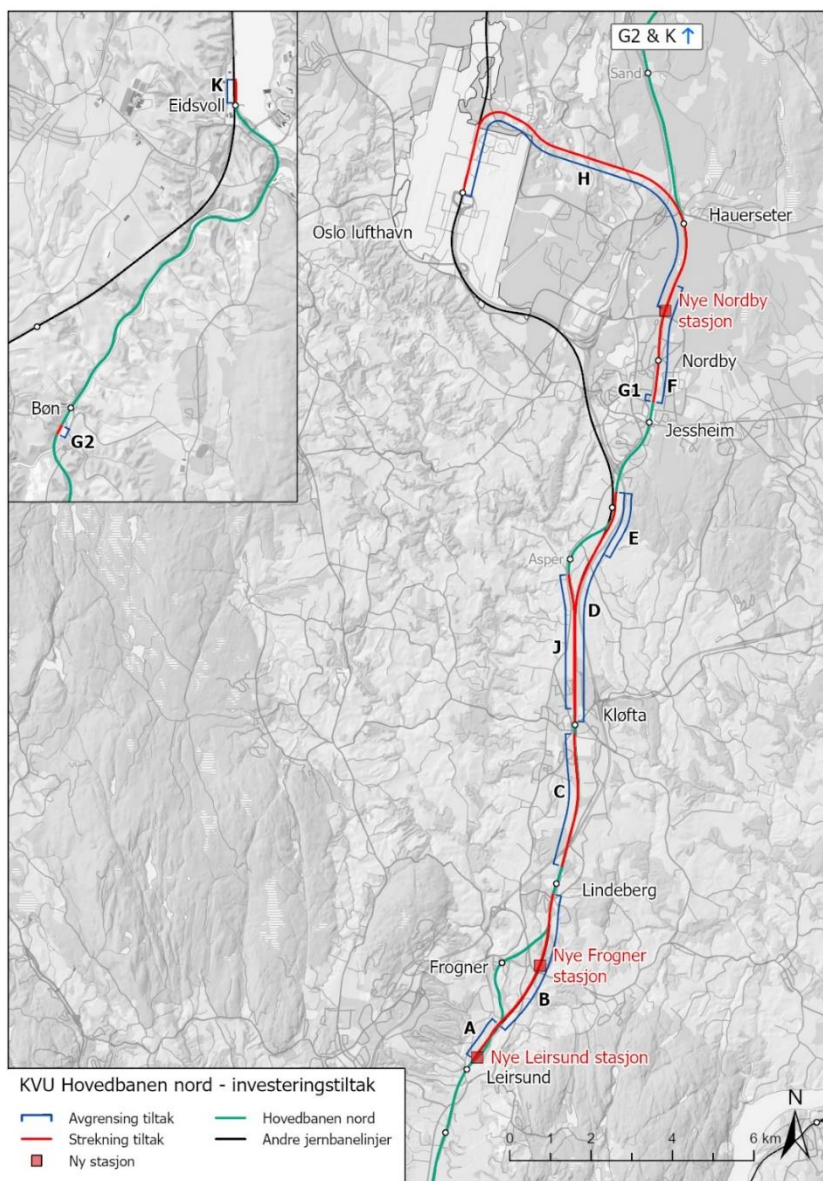 G2 & K ↑
Sand
K
Eidsvoll
H
Oslo lufthavn
Hauerseter
Nye Nordby
stasjon
Nordby
G1
F
Bøn
G2
Jessheim
E
Asper
D
J
Kløfta
C
Lindeberg
Nye Frogner
stasjon
Frogner
B
A
Nye Leirsund stasjon
Leirsund
KVU Hovedbanen nord - investeringstiltak
Avgrensing tiltak
Hovedbanen nord
Strekning tiltak
Andre jernbanelinjer
Ny stasjon
N
0 2 4 6 km